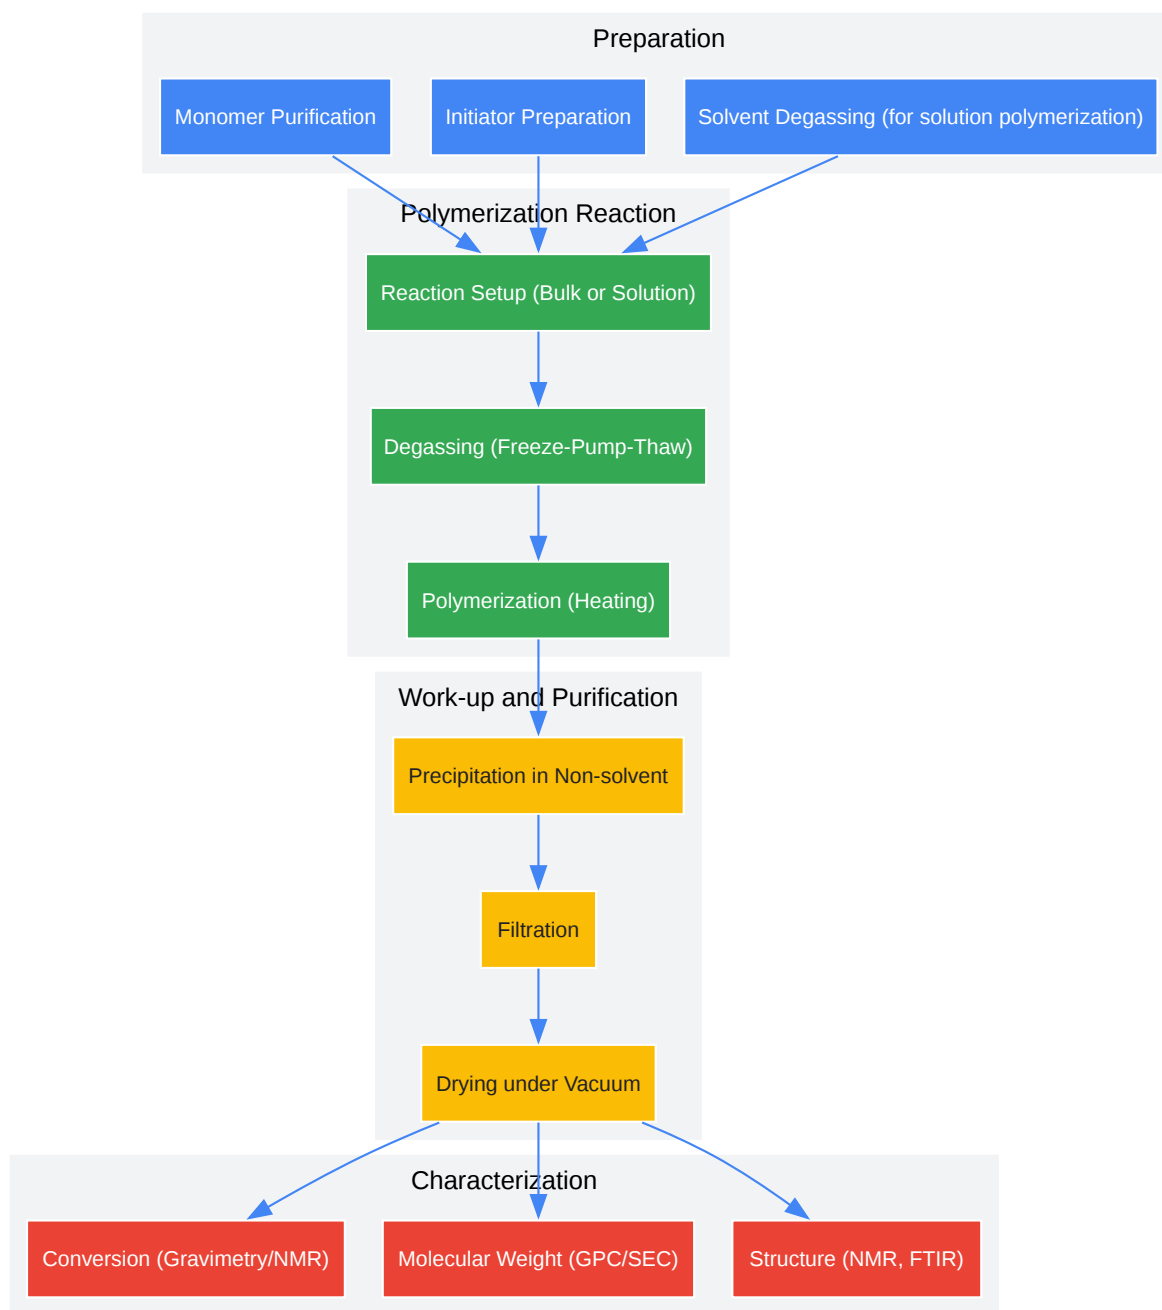 Preparation
Monomer Purification
Initiator Preparation
Solvent Degassing (for solution polymerization)
Polymerization Reaction
Reaction Setup (Bulk or Solution)
Degassing (Freeze-Pump-Thaw)
Polymerization (Heating)
Work-up and Purification
Precipitation in Non-solvent
Filtration
Drying under Vacuum
Characterization
Conversion (Gravimetry/NMR)
Molecular Weight (GPC/SEC)
Structure (NMR, FTIR)